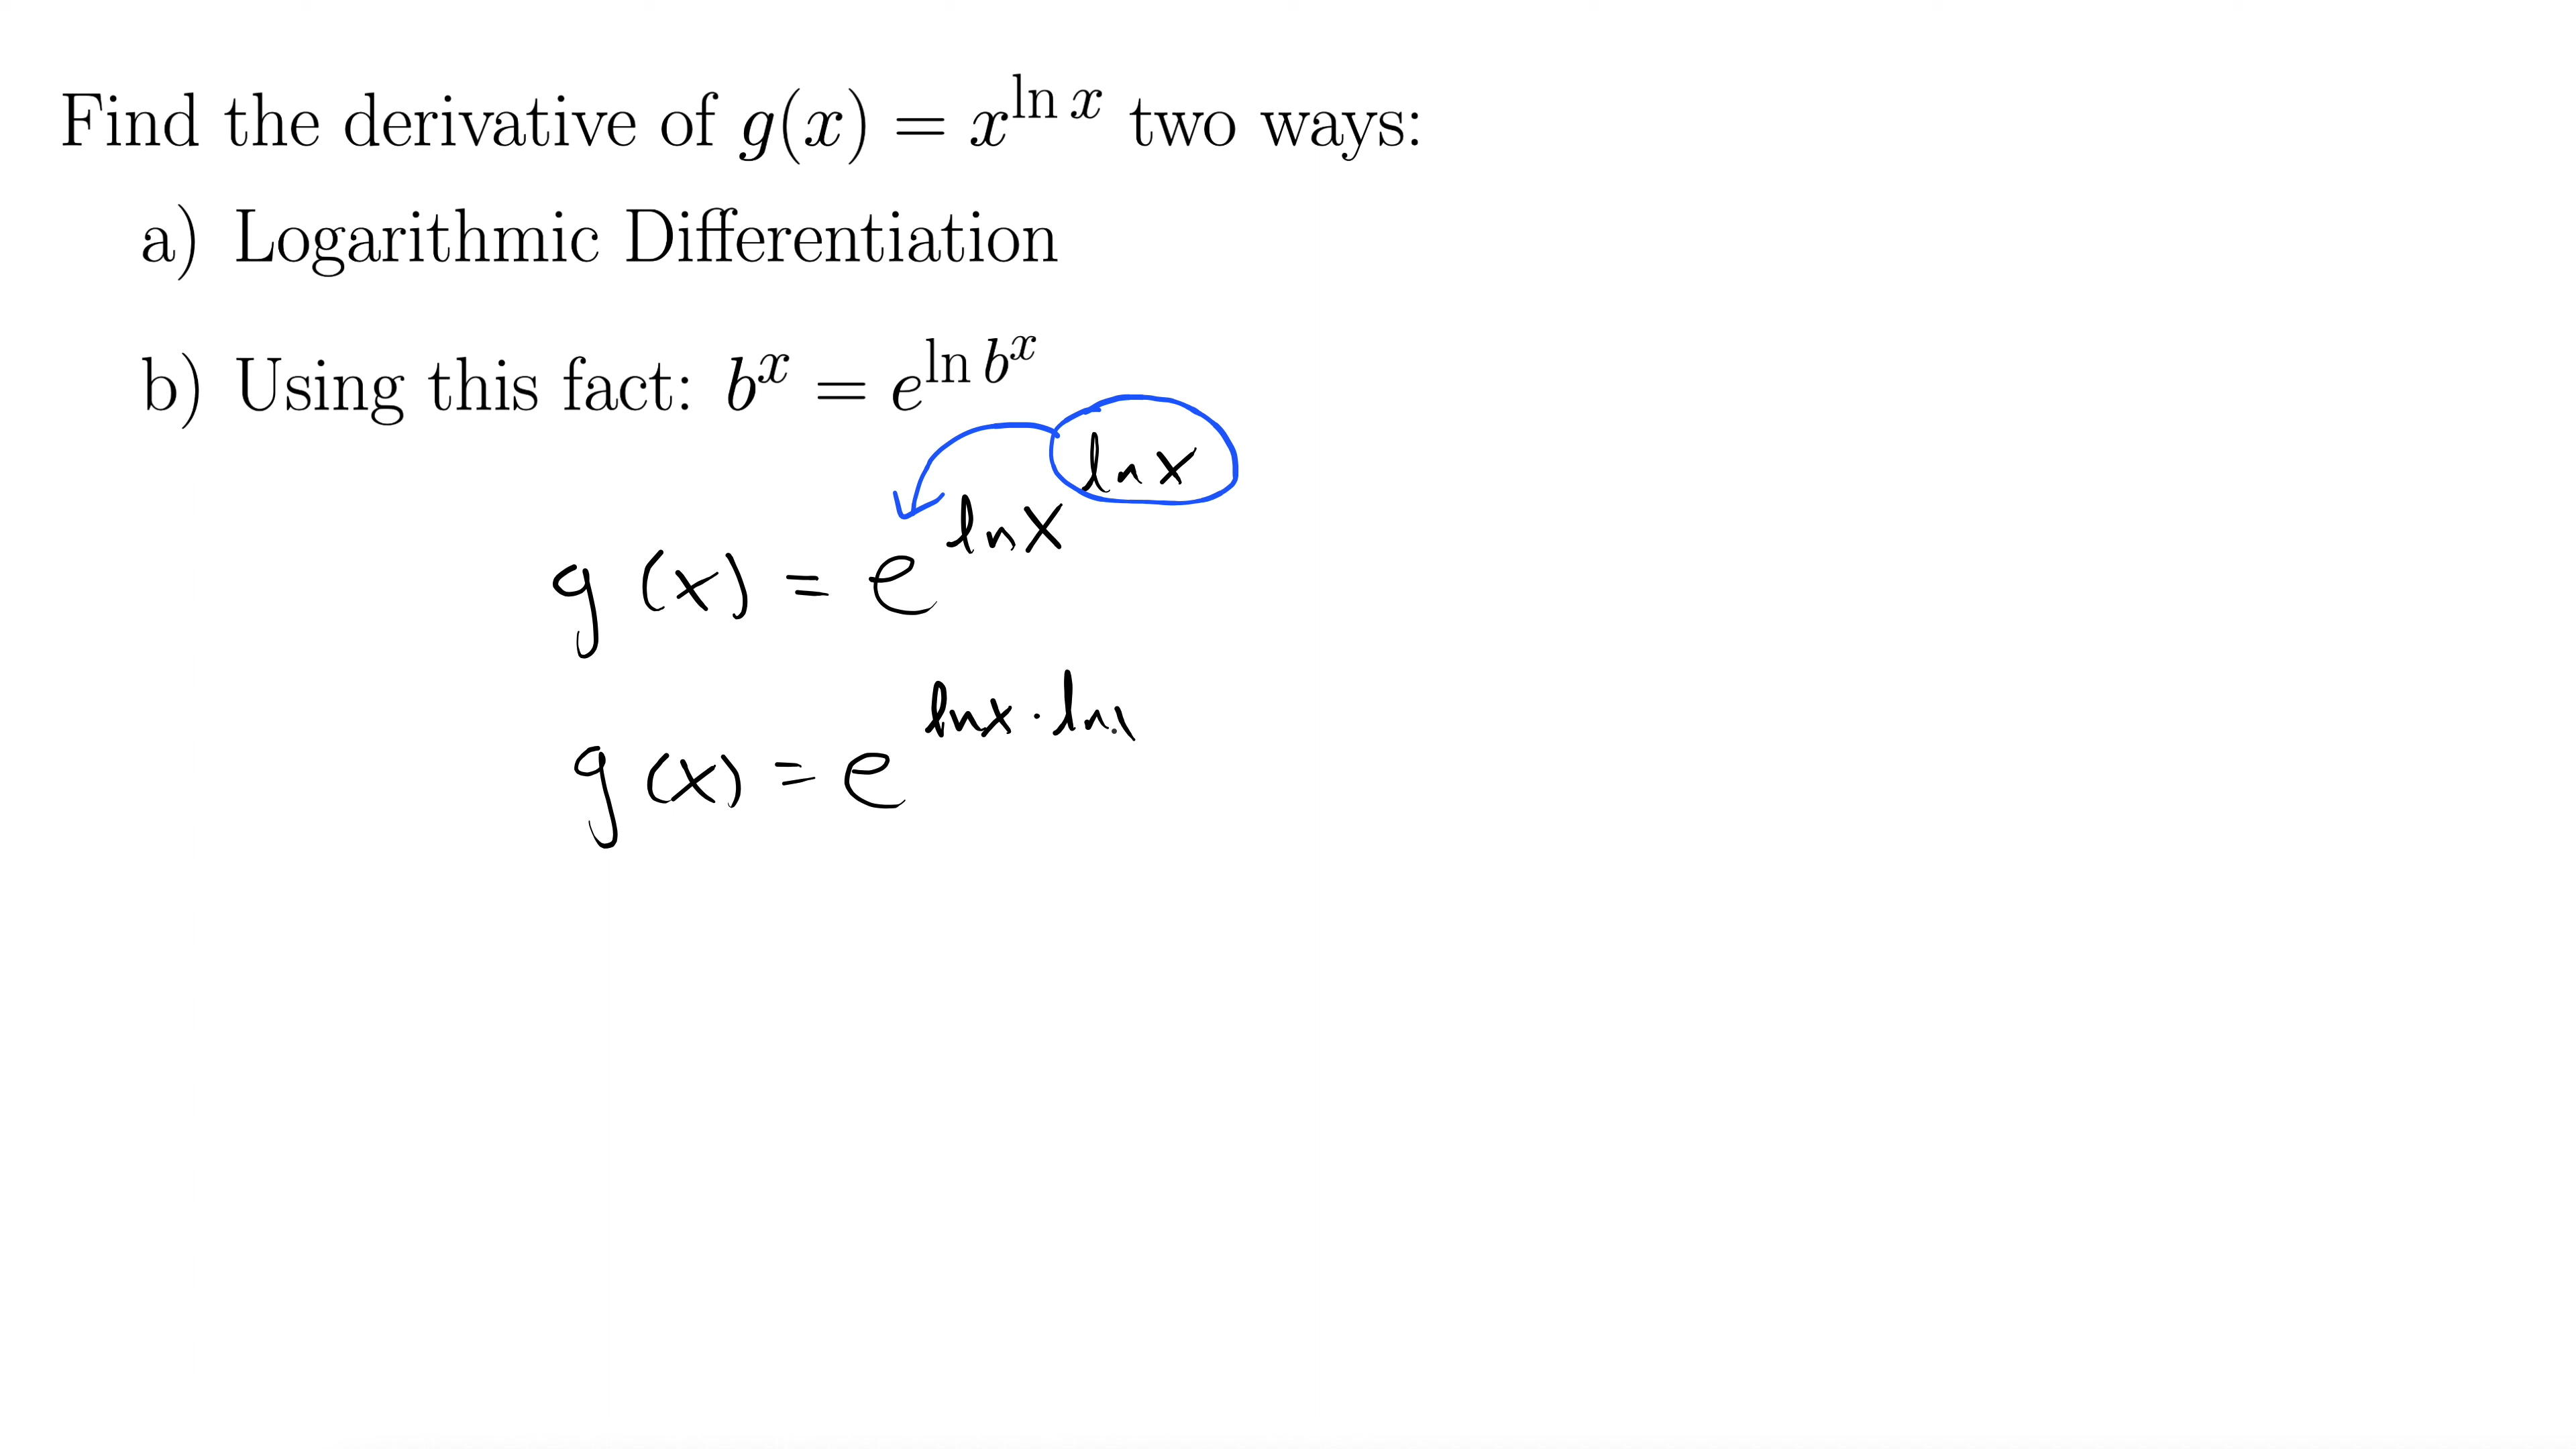 Find the derivative of g(x) = x^{ln x} two ways:
a) Logarithmic Differentiation
b) Using this fact: b^x = e^{ln b^x}
g(x) = e^{ln x^{ln x}}
g(x) = e^{ln x · ln